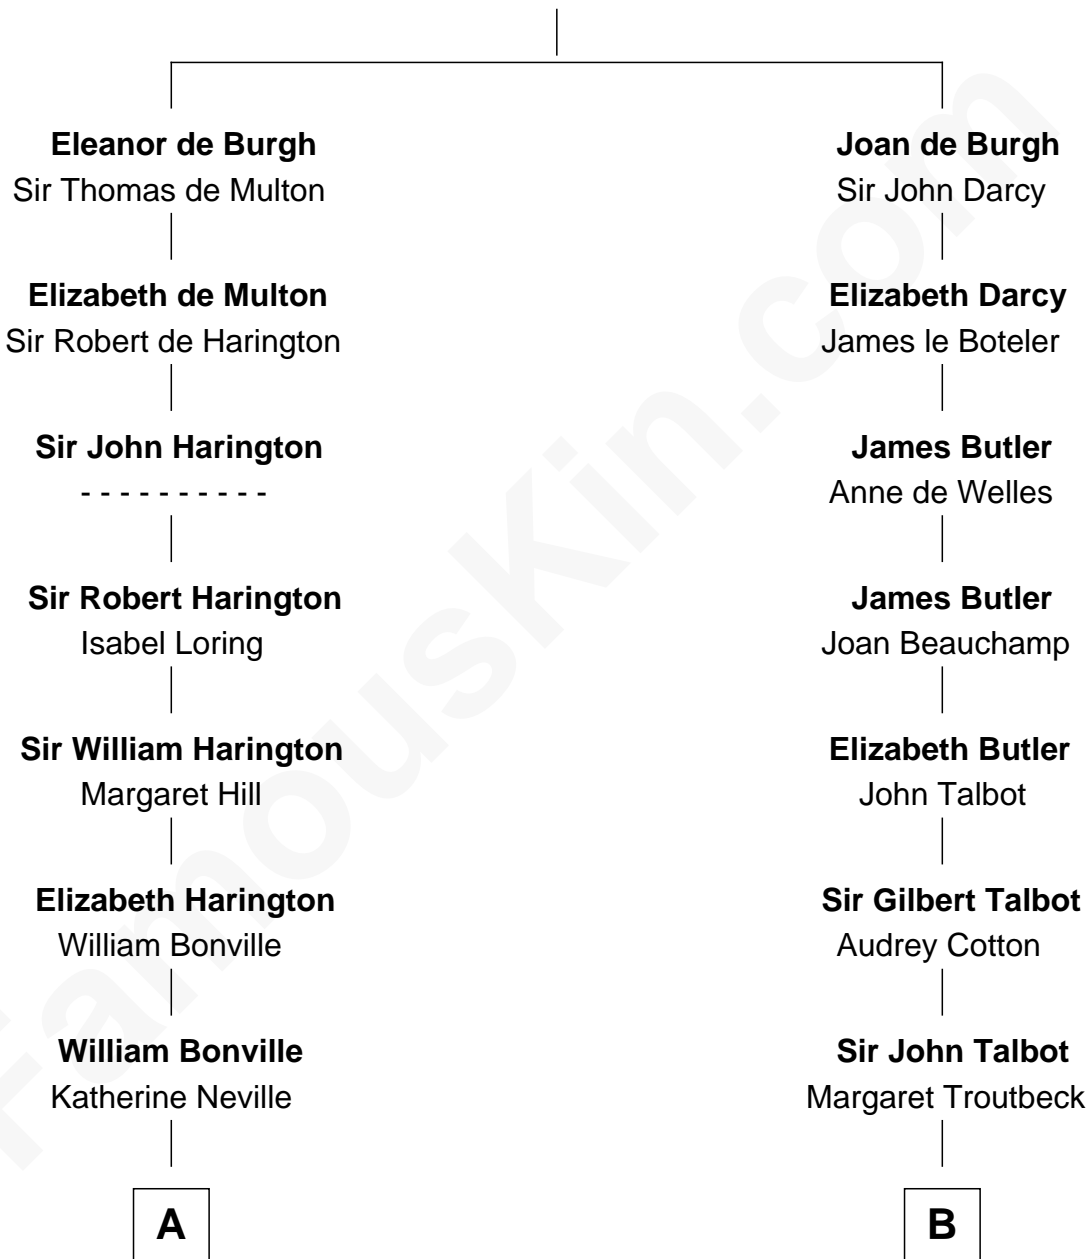 Eleanor de Burgh
Sir Thomas de Multon
Elizabeth de Multon
Sir Robert de Harington
Sir John Harington
- - - - - - - - - -
Sir Robert Harington
Isabel Loring
Sir William Harington
Margaret Hill
Elizabeth Harington
William Bonville
William Bonville
Katherine Neville
A
Joan de Burgh
Sir John Darcy
Elizabeth Darcy
James le Boteler
James Butler
Anne de Welles
James Butler
Joan Beauchamp
Elizabeth Butler
John Talbot
Sir Gilbert Talbot
Audrey Cotton
Sir John Talbot
Margaret Troutbeck
B
FamousKin.com